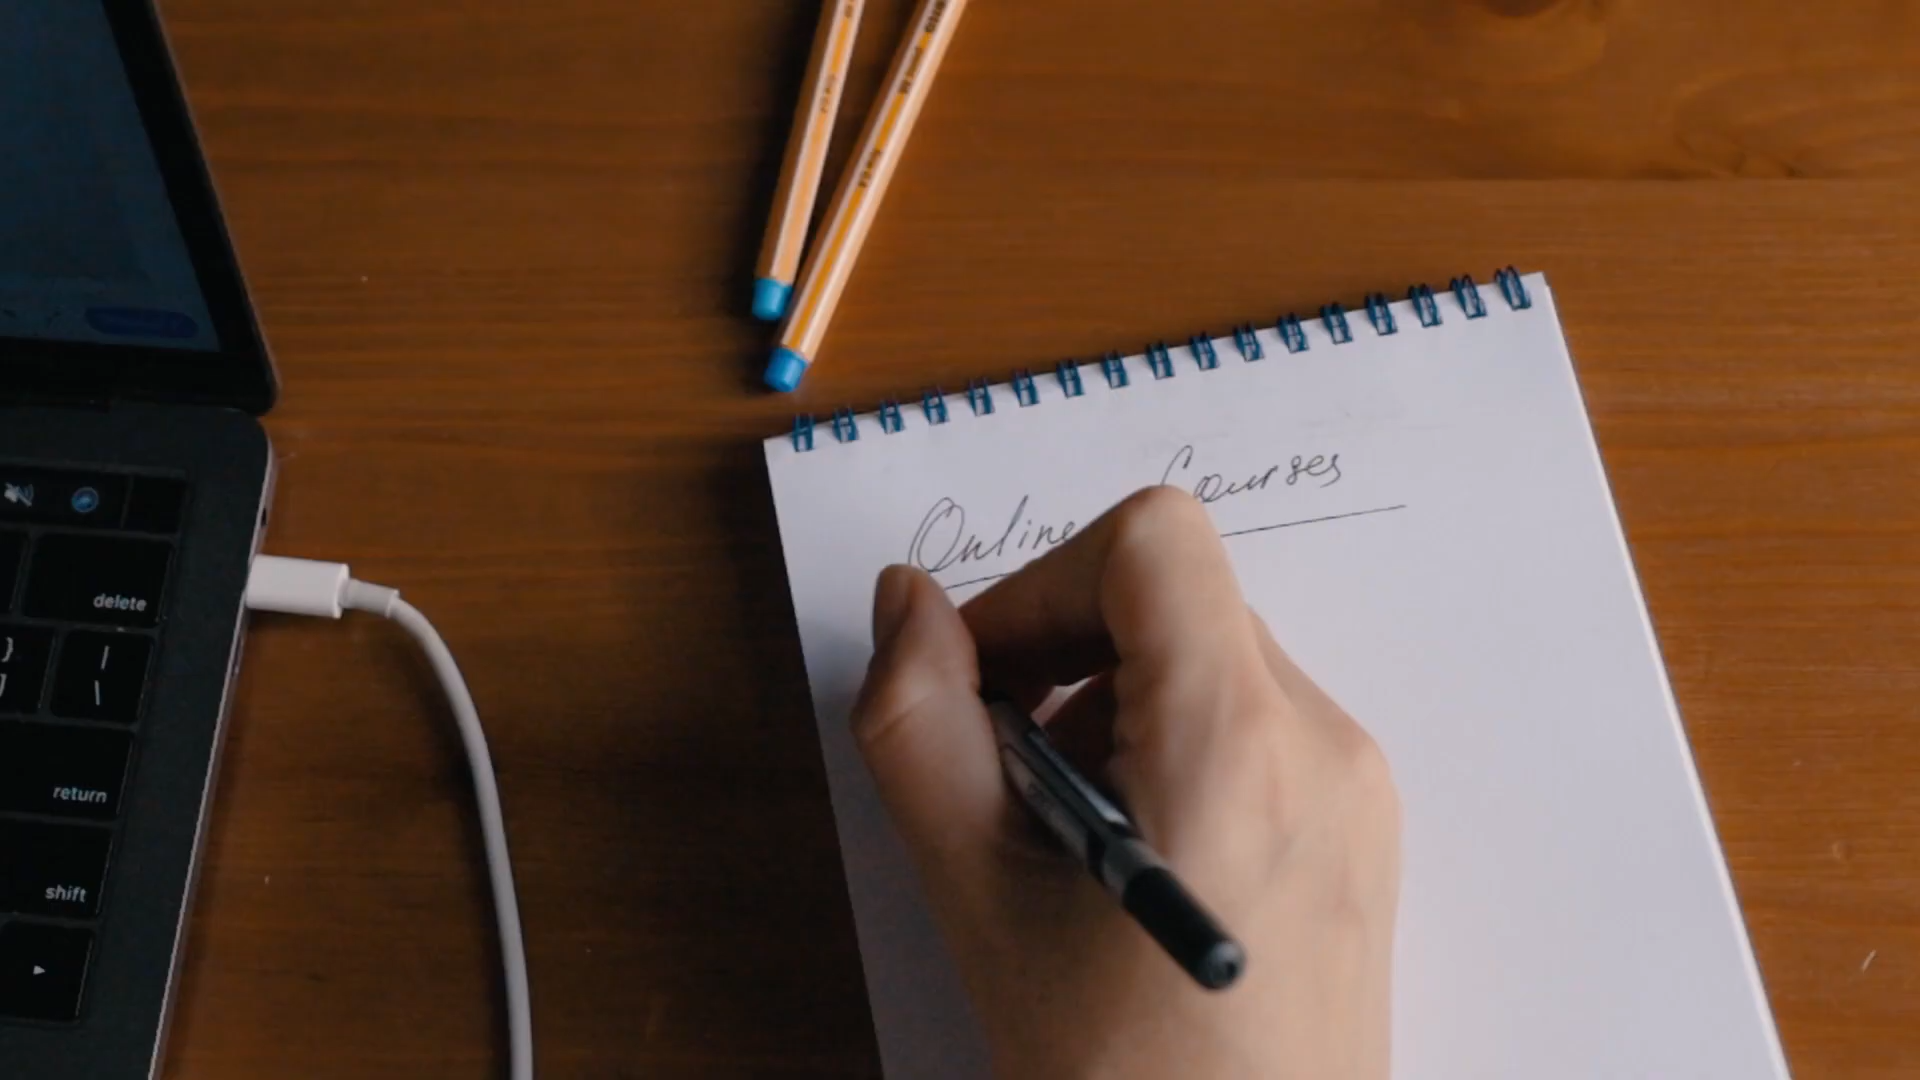 Online Courses
delete
}
]
|
\
return
shift